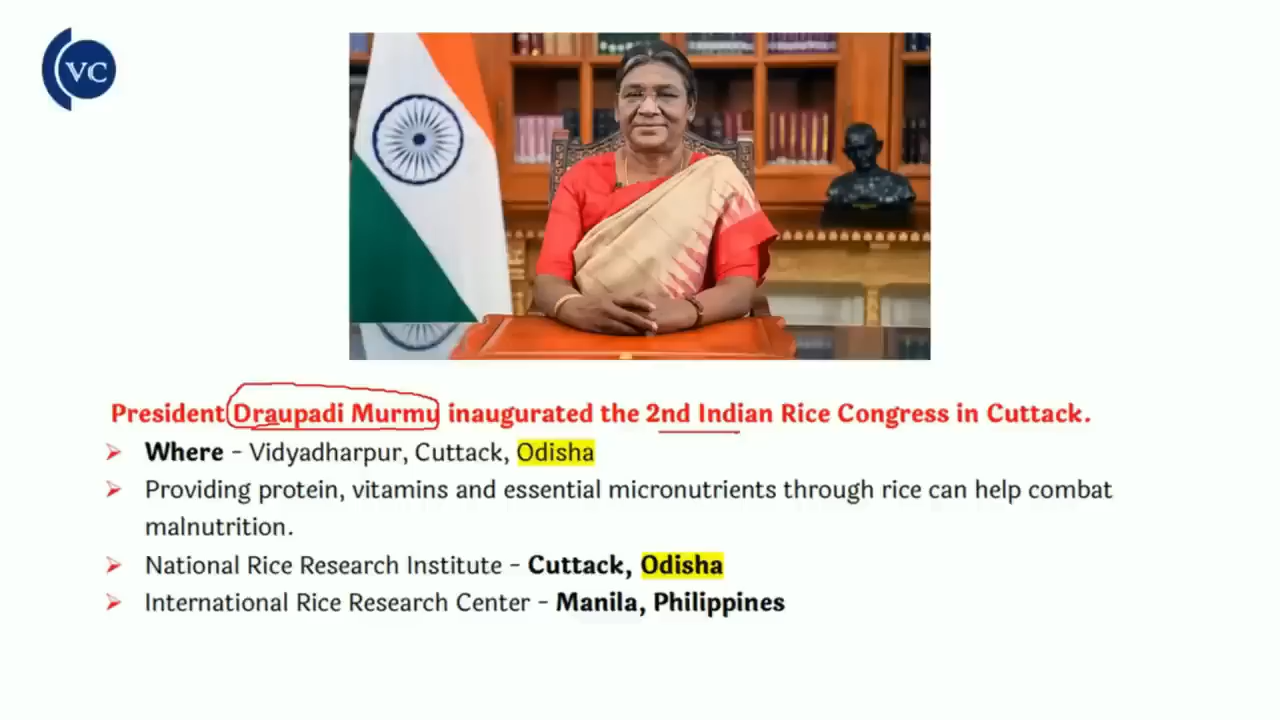 VC
President Draupadi Murmu inaugurated the 2nd Indian Rice Congress in Cuttack.
➢ Where - Vidyadharpur, Cuttack, Odisha
➢ Providing protein, vitamins and essential micronutrients through rice can help combat
malnutrition.
➢ National Rice Research Institute - Cuttack, Odisha
➢ International Rice Research Center - Manila, Philippines